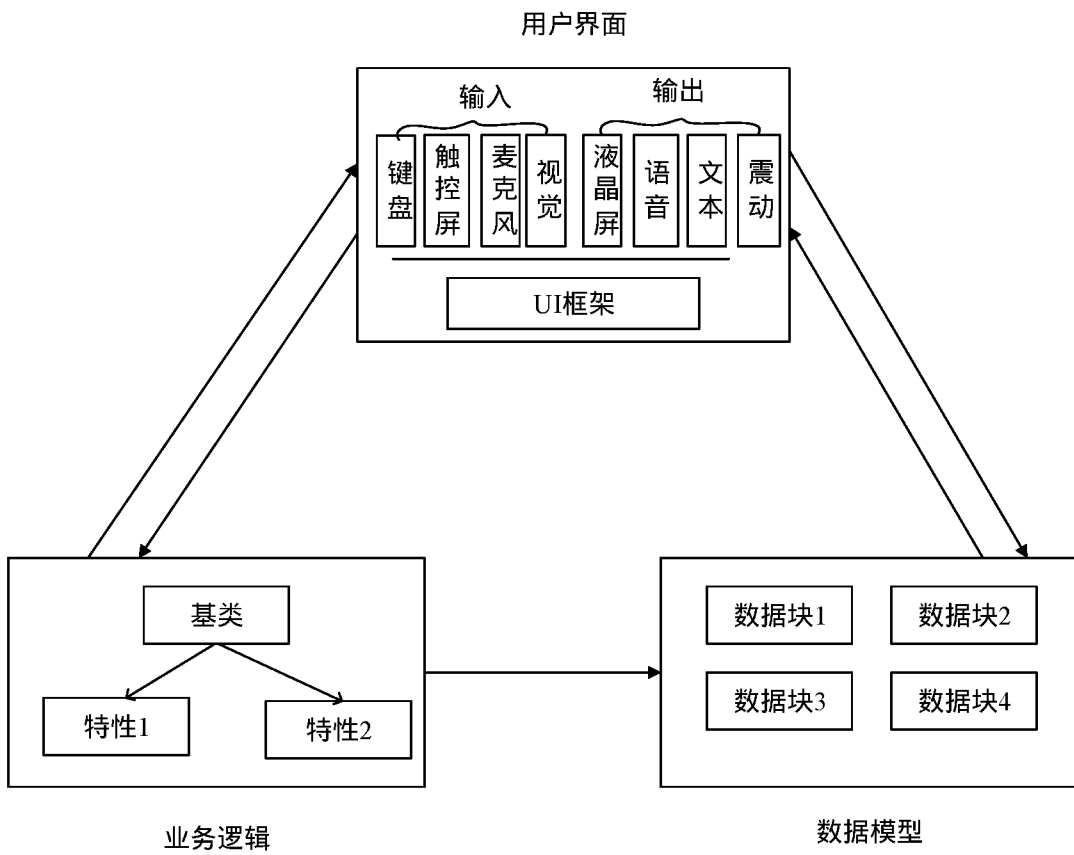 用户界面
输入
输出
键盘
触控屏
麦克风
视觉
液晶屏
语音
文本
震动
UI框架
基类
特性1
特性2
数据块1
数据块2
数据块3
数据块4
业务逻辑
数据模型